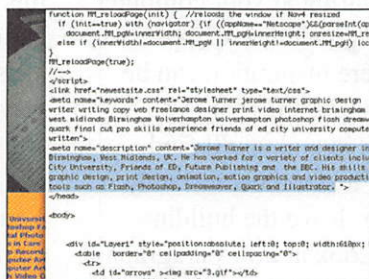 function MM_reloadPage(init) {  //reloads the window if Nav4 resized
if (init==true) with (navigator) {if ((appName=="Netscape")&&(parseInt(ap
document.MM_pgW=innerWidth; document.MM_pgH=innerHeight; onresize=MM_re
else if (innerWidth!=document.MM_pgW || innerHeight!=document.MM_pgH) loc
}
MM_reloadPage(true);
//-->
</script>
<link href="newestsite.css" rel="stylesheet" type="text/css">
<meta name="keywords" content="Jerome Turner jerome turner graphic design
writer writing copy web freelance designer print video internet birmingham
west midlands Birmingham Wolverhampton wolverhampton photoshop flash dreamw
quark final cut pro skills experience friends of ed city university compute
written">
<meta name="description" content="Jerome Turner is a writer and designer in
Birmingham, West Midlands, UK. He has worked for a variety of clients inclu
City University, Friends of ED, Future Publishing and  the BBC. His skills
graphic design, print design, animation, motion graphics and video producti
tools such as Flash, Photoshop, Dreamweaver, Quark and Illustrator. ">
</head>
<body>
<div id="Layer1" style="position:absolute; left:0; top:0; width:618px;
<table  border="0" cellpadding="0" cellspacing="0">
<tr>
<td id="arrows" ><img src="3.gif"></td>